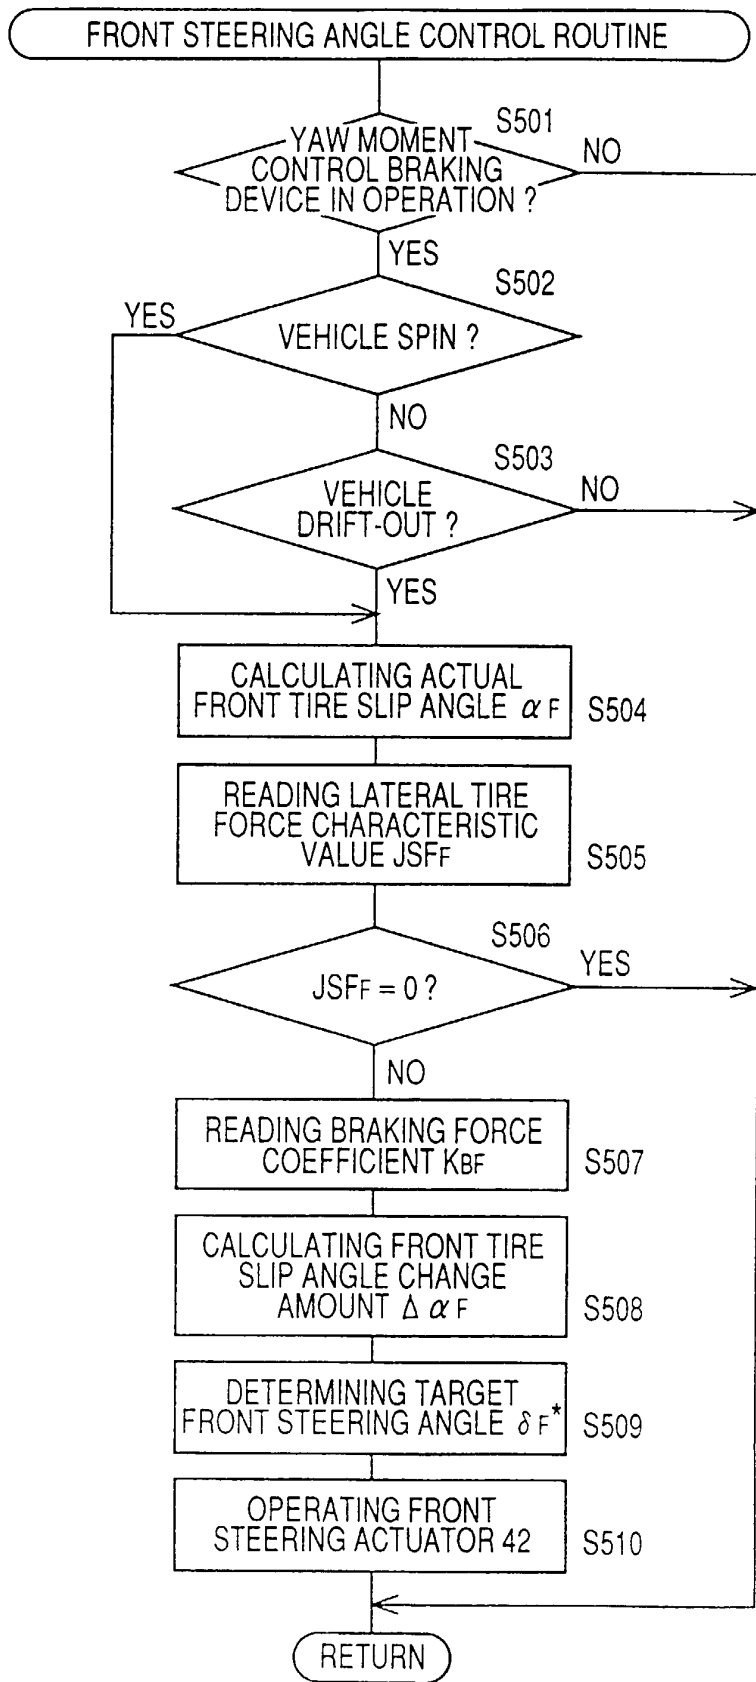 FRONT STEERING ANGLE CONTROL ROUTINE
S501
YAW MOMENT
CONTROL BRAKING
DEVICE IN OPERATION ?
NO
YES
S502
YES
VEHICLE SPIN ?
NO
S503
VEHICLE
DRIFT-OUT ?
NO
YES
CALCULATING ACTUAL
FRONT TIRE SLIP ANGLE αF
S504
READING LATERAL TIRE
FORCE CHARACTERISTIC
VALUE JSFF
S505
S506
JSFF = 0 ?
YES
NO
READING BRAKING FORCE
COEFFICIENT KBF
S507
CALCULATING FRONT TIRE
SLIP ANGLE CHANGE
AMOUNT ΔαF
S508
DETERMINING TARGET
FRONT STEERING ANGLE δF*
S509
OPERATING FRONT
STEERING ACTUATOR 42
S510
RETURN